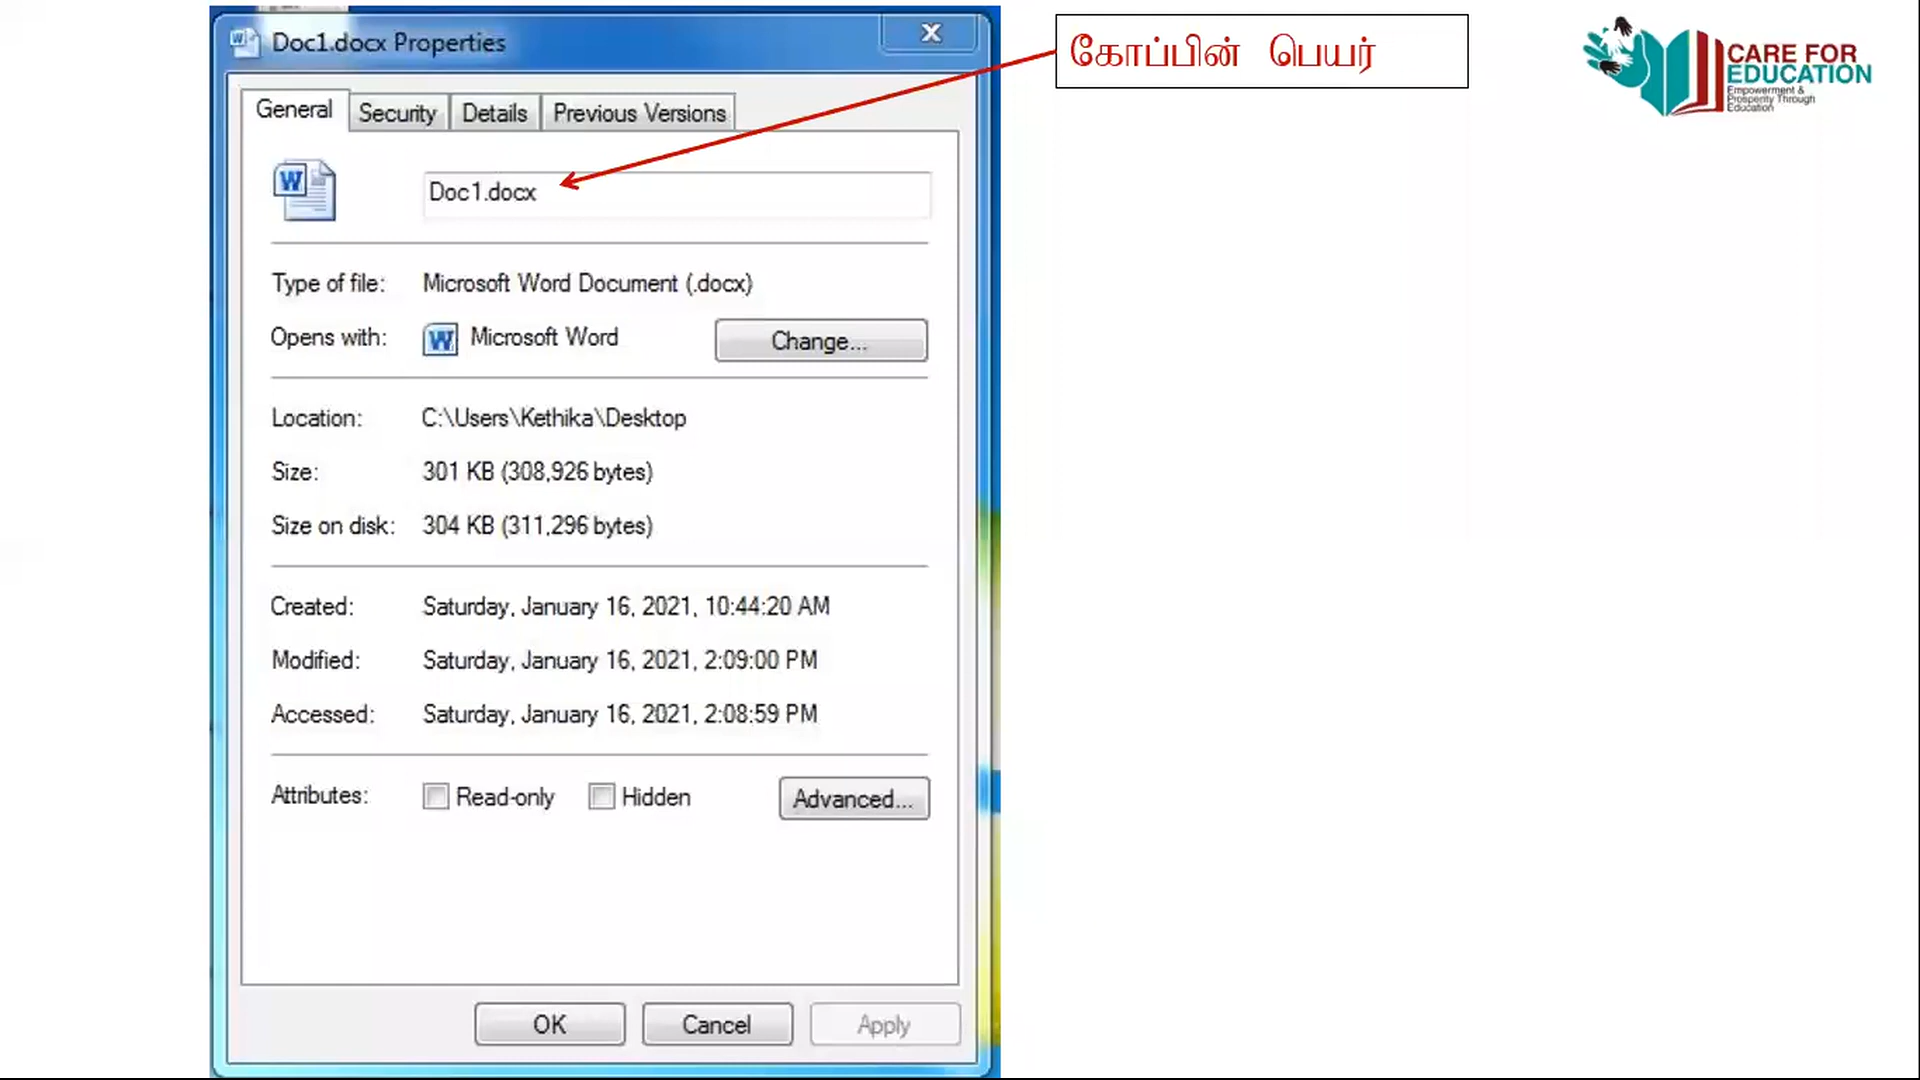 Doc1.docx Properties
கோப்பின் பெயர்
CARE FOR
EDUCATION
Empowerment &
Prosperity Through
Education
General Security Details Previous Versions
Doc1.docx
Type of file: Microsoft Word Document (.docx)
Opens with: Microsoft Word Change...
Location: C:\Users\Kethika\Desktop
Size: 301 KB (308,926 bytes)
Size on disk: 304 KB (311,296 bytes)
Created: Saturday, January 16, 2021, 10:44:20 AM
Modified: Saturday, January 16, 2021, 2:09:00 PM
Accessed: Saturday, January 16, 2021, 2:08:59 PM
Attributes: Read-only Hidden Advanced...
OK Cancel Apply